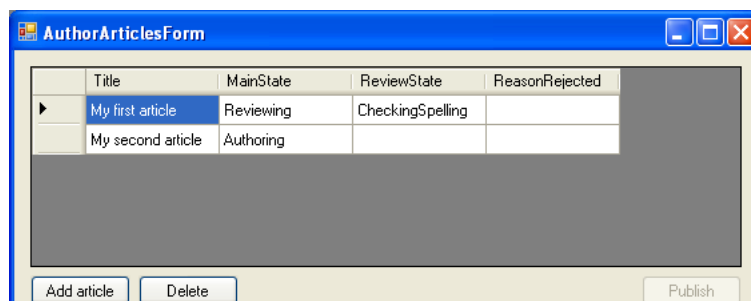 AuthorArticlesForm
Title MainState ReviewState ReasonRejected
My first article Reviewing CheckingSpelling
My second article Authoring
Add article Delete Publish